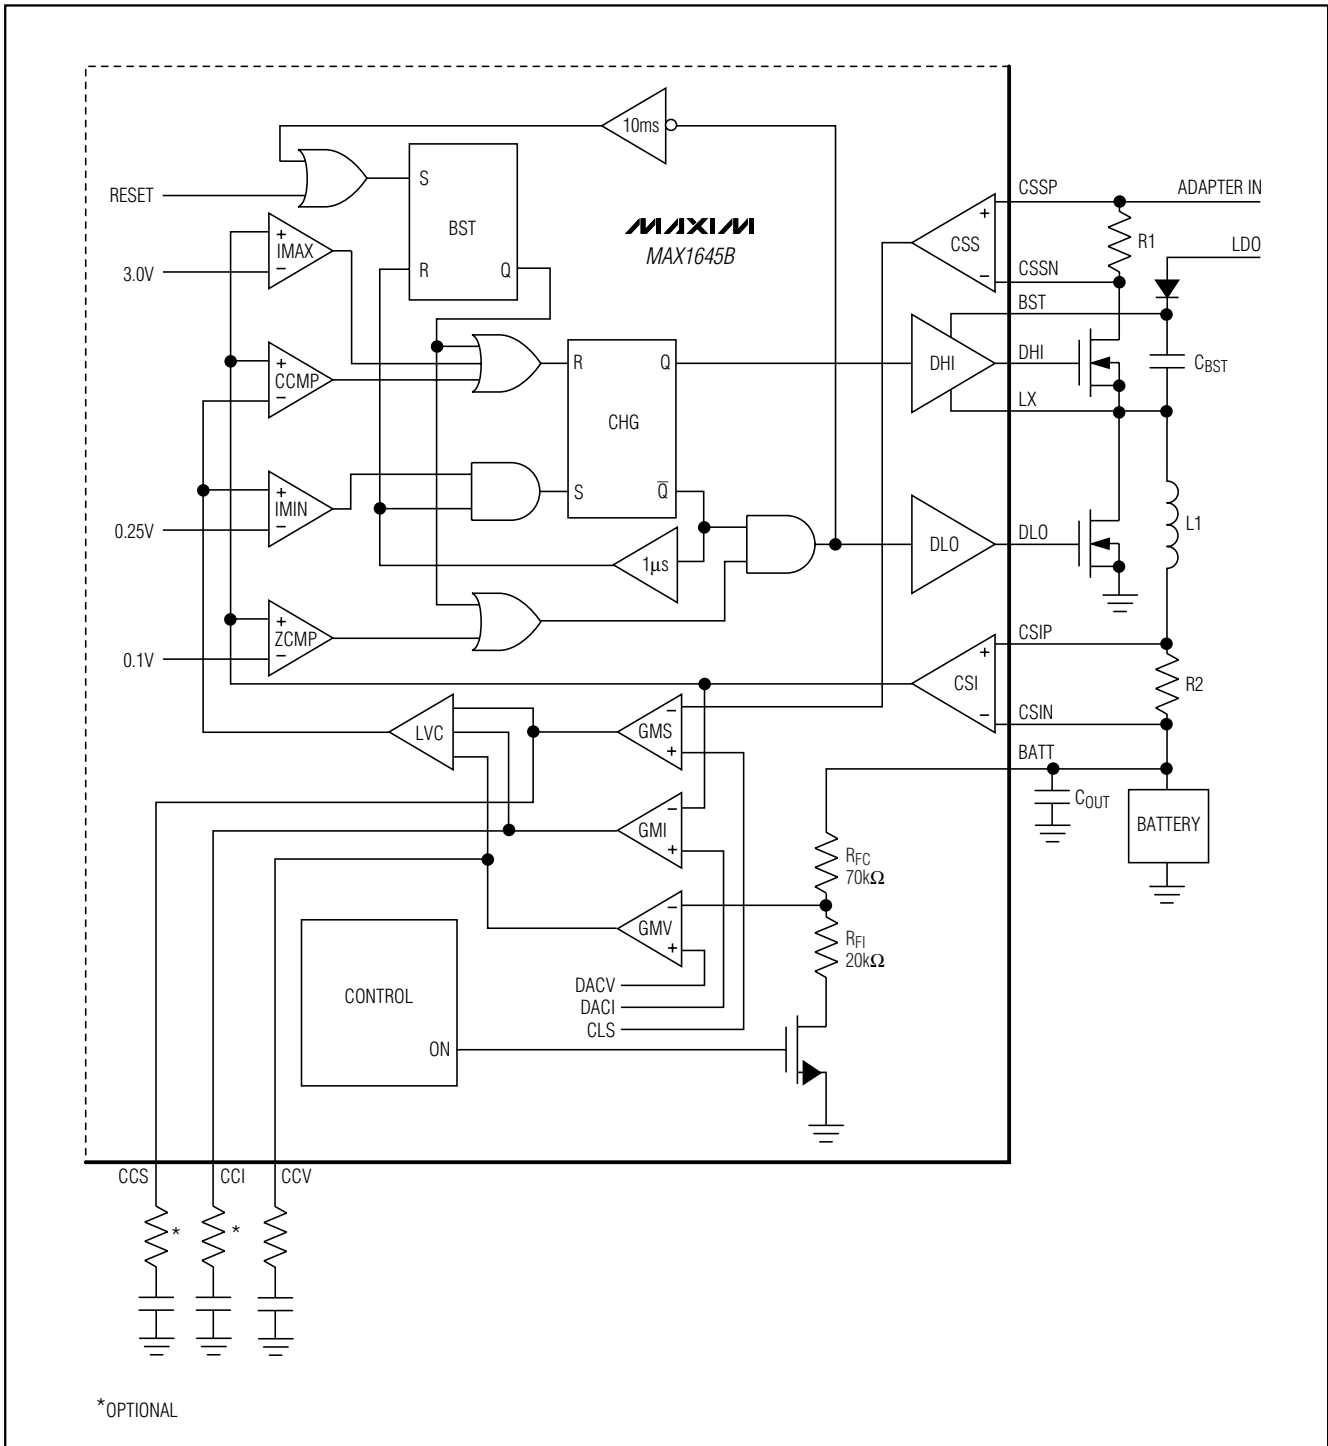 10ms
RESET
S
BST
R
Q
MAXIM
MAX1645B
CSSP
ADAPTER IN
+
CSS
−
R1
LDO
CSSN
+
IMAX
−
3.0V
BST
DHI
DHI
CBST
LX
+
CCMP
−
R
Q
CHG
S
Q
+
IMIN
−
0.25V
1µs
DLO
DLO
L1
+
ZCMP
−
0.1V
CSIP
+
CSI
−
R2
CSIN
LVC
−
GMS
+
BATT
COUT
BATTERY
−
GMI
+
RFC
70kΩ
−
GMV
+
RFI
20kΩ
DACV
DACI
CLS
CONTROL
ON
CCS
CCI
CCV
*
*
*OPTIONAL